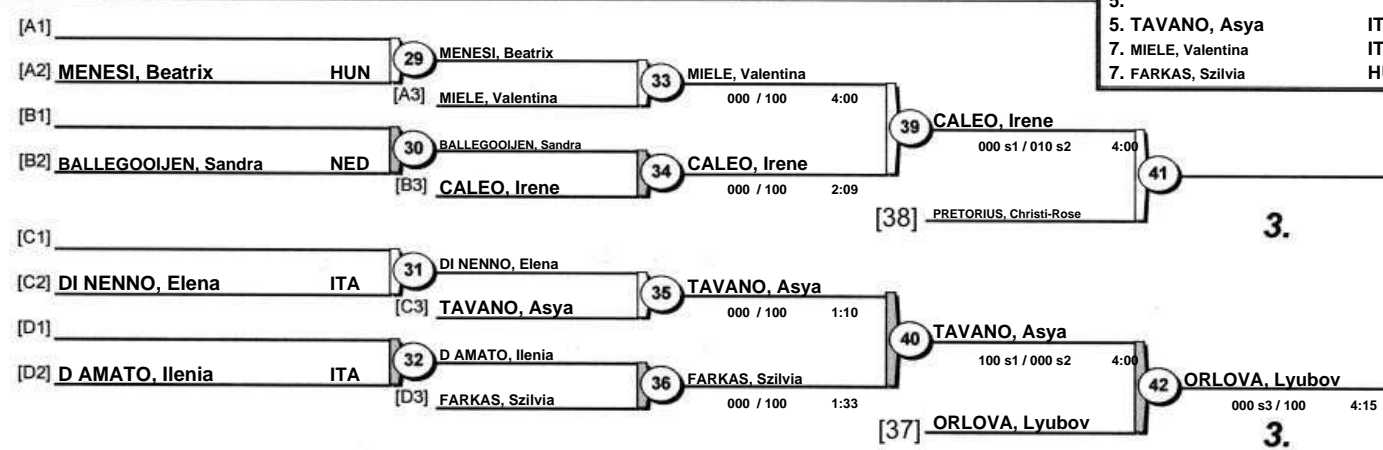 5.
5. TAVANO, Asya IT
7. MIELE, Valentina IT
7. FARKAS, Szilvia HU
[A1]
[A2] MENESI, Beatrix HUN
29
MENESI, Beatrix
[A3] MIELE, Valentina
33
MIELE, Valentina
000 / 100 4:00
[B1]
[B2] BALLEGOOIJEN, Sandra NED
30
BALLEGOOIJEN, Sandra
[B3] CALEO, Irene
34
CALEO, Irene
000 / 100 2:09
39
CALEO, Irene
000 s1 / 010 s2 4:00
[38] PRETORIUS, Christi-Rose
41
3.
[C1]
[C2] DI NENNO, Elena ITA
31
DI NENNO, Elena
[C3] TAVANO, Asya
35
TAVANO, Asya
000 / 100 1:10
[D1]
[D2] D AMATO, Ilenia ITA
32
D AMATO, Ilenia
[D3] FARKAS, Szilvia
36
FARKAS, Szilvia
000 / 100 1:33
40
TAVANO, Asya
100 s1 / 000 s2 4:00
[37] ORLOVA, Lyubov
42
ORLOVA, Lyubov
000 s3 / 100 4:15
3.